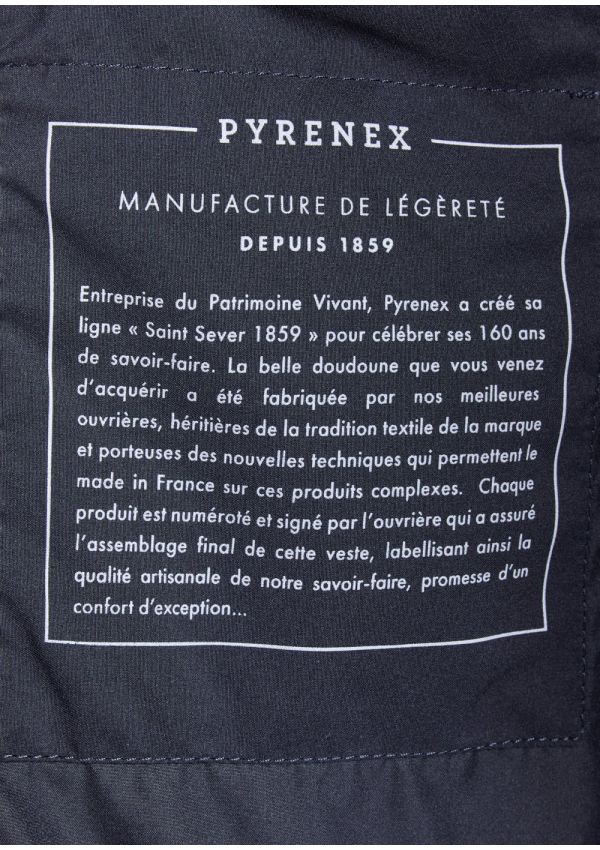 PYRENEX
MANUFACTURE DE LÉGÈRETÉ
DEPUIS 1859
Entreprise du Patrimoine Vivant, Pyrenex a créé sa
ligne « Saint Sever 1859 » pour célébrer ses 160 ans
de savoir-faire. La belle doudoune que vous venez
d'acquérir a été fabriquée par nos meilleures
ouvrières, héritières de la tradition textile de la marque
et porteuses des nouvelles techniques qui permettent le
made in France sur ces produits complexes. Chaque
produit est numéroté et signé par l'ouvrière qui a assuré
l'assemblage final de cette veste, labellisant ainsi la
qualité artisanale de notre savoir-faire, promesse d'un
confort d'exception...